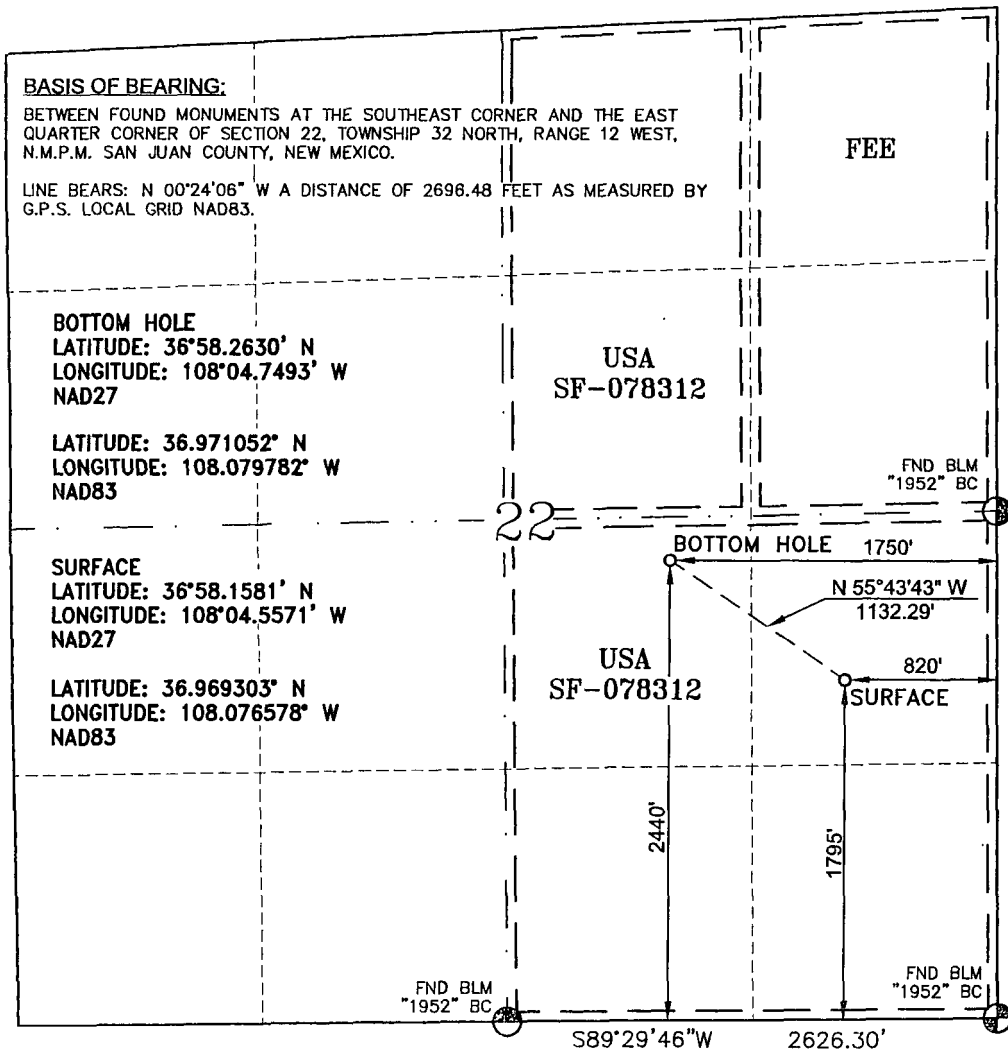 BASIS OF BEARING:
BETWEEN FOUND MONUMENTS AT THE SOUTHEAST CORNER AND THE EAST
QUARTER CORNER OF SECTION 22, TOWNSHIP 32 NORTH, RANGE 12 WEST,
N.M.P.M. SAN JUAN COUNTY, NEW MEXICO.
LINE BEARS: N 00°24'06" W A DISTANCE OF 2696.48 FEET AS MEASURED BY
G.P.S. LOCAL GRID NAD83.
FEE
BOTTOM HOLE
LATITUDE: 36°58.2630' N
LONGITUDE: 108°04.7493' W
NAD27
LATITUDE: 36.971052° N
LONGITUDE: 108.079782° W
NAD83
USA
SF-078312
FND BLM
"1952" BC
22
SURFACE
LATITUDE: 36°58.1581' N
LONGITUDE: 108°04.5571' W
NAD27
LATITUDE: 36.969303° N
LONGITUDE: 108.076578° W
NAD83
BOTTOM HOLE 1750'
N 55°43'43" W
1132.29'
USA
SF-078312
820'
SURFACE
2440'
1795'
FND BLM
"1952" BC
FND BLM
"1952" BC
S89°29'46"W 2626.30'